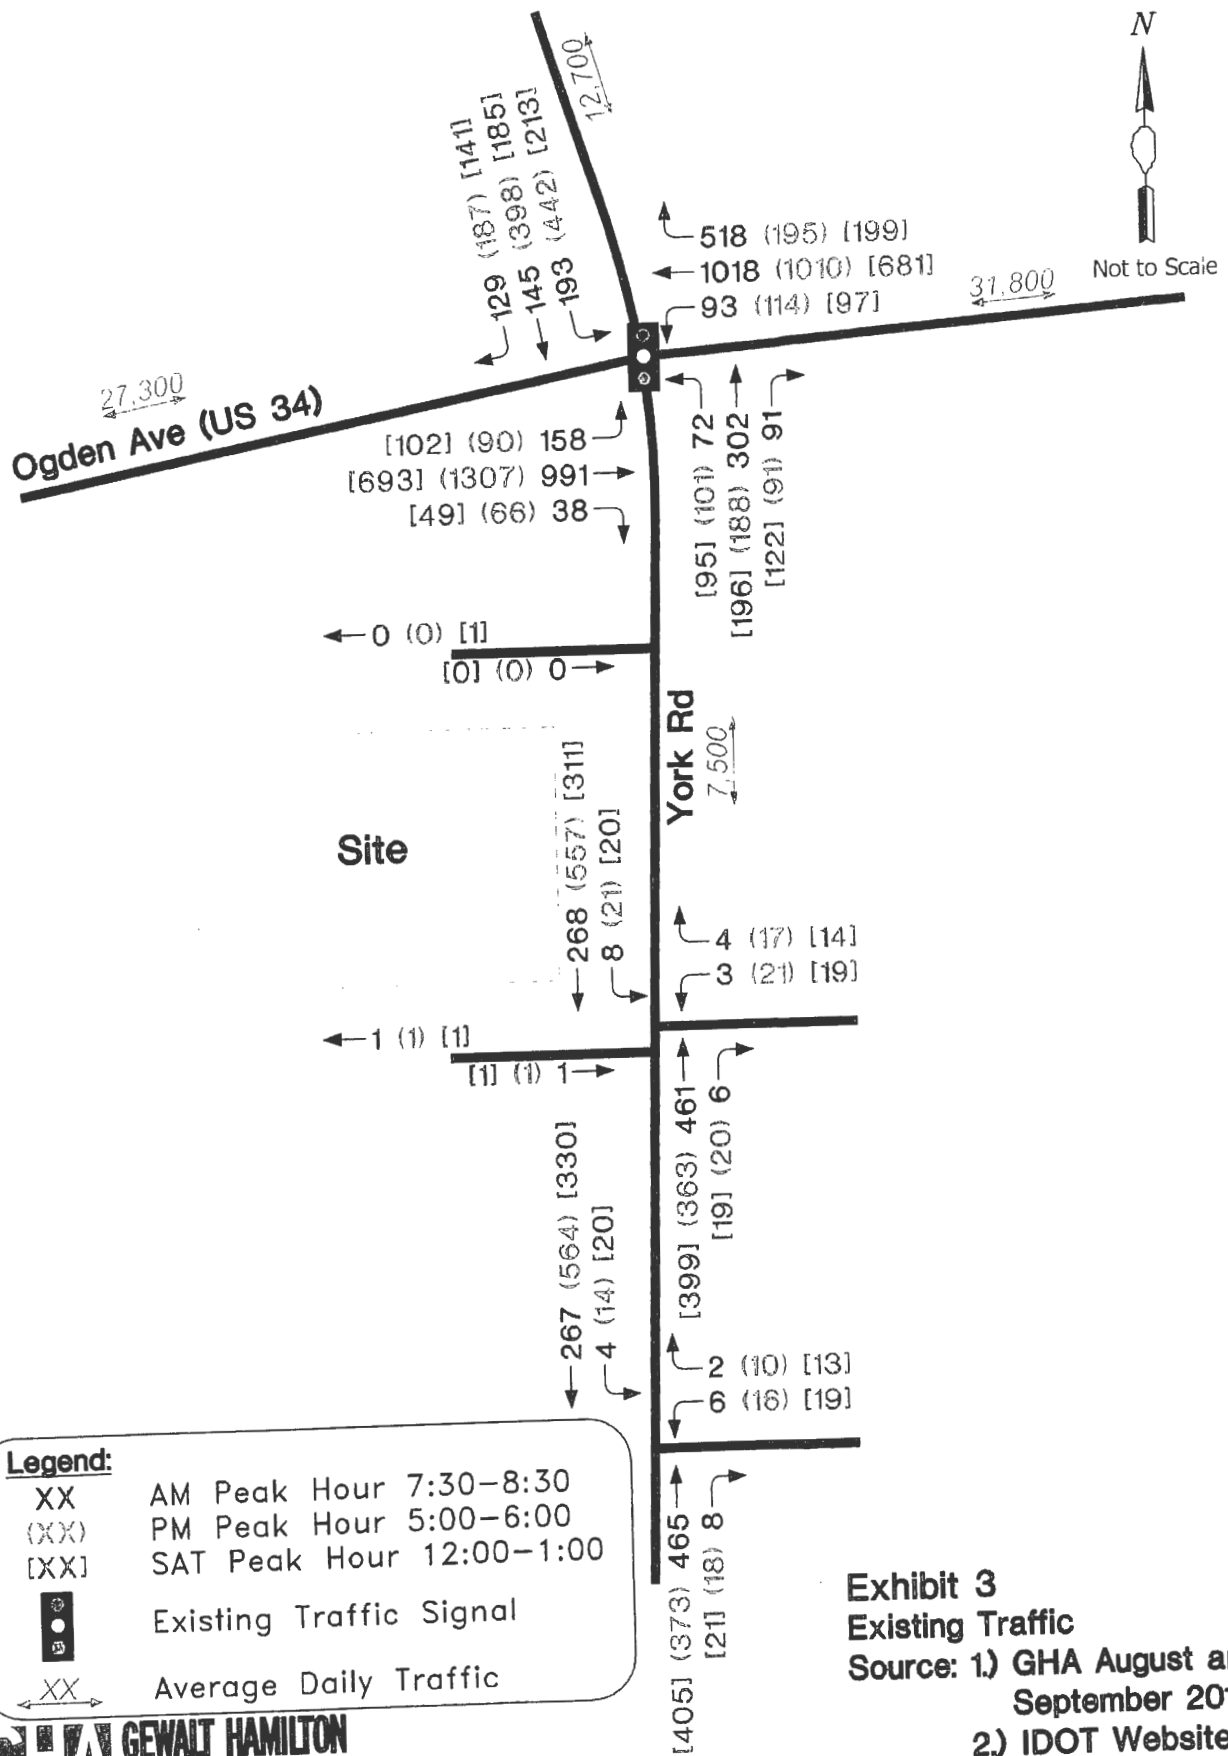 N
Not to Scale
12,700
129 (187) [141]
145 (398) [185]
193 (442) [213]
518 (195) [199]
1018 (1010) [681]
93 (114) [97]
31,800
27,300
Ogden Ave (US 34)
[102] (90) 158
[693] (1307) 991
[49] (66) 38
[95] (101) 72
[196] (188) 302
[122] (91) 91
0 (0) [1]
[0] (0) 0
York Rd
7,500
Site
268 (557) [311]
8 (21) [20]
4 (17) [14]
3 (21) [19]
1 (1) [1]
[1] (1) 1
[399] (363) 461
[19] (20) 6
267 (564) [330]
4 (14) [20]
2 (10) [13]
6 (16) [19]
[405] (373) 465
[21] (18) 8
Legend:
XX AM Peak Hour 7:30-8:30
(XX) PM Peak Hour 5:00-6:00
[XX] SAT Peak Hour 12:00-1:00
Existing Traffic Signal
XX Average Daily Traffic
GHA GEWALT HAMILTON
Exhibit 3
Existing Traffic
Source: 1.) GHA August
September
2.) IDOT Website